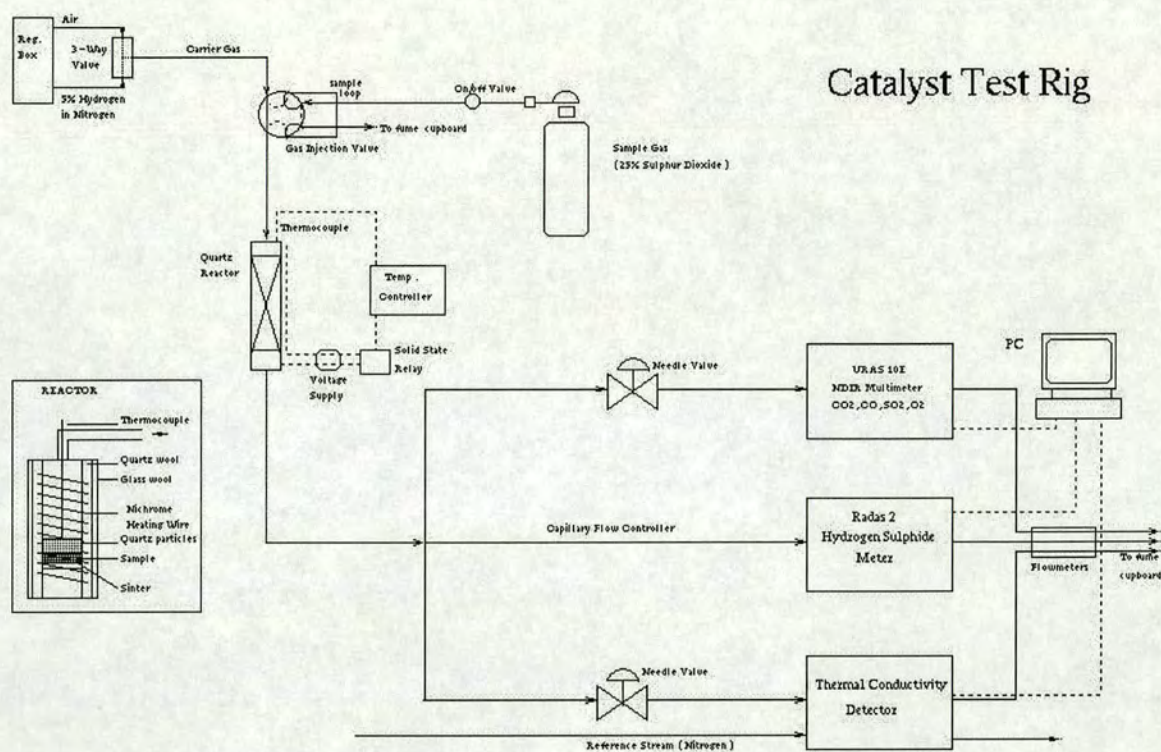 Catalyst Test Rig
Air
Reg.
Box
3-Way
Valve
5% Hydrogen
in Nitrogen
Carrier Gas
sample
loop
To fume cupboard
Gas Injection Valve
On/off Valve
Sample Gas
(25% Sulphur Dioxide)
Quartz
Reactor
Thermocouple
Temp.
Controller
Solid State
Relay
Voltage
Supply
REACTOR
Thermocouple
Quartz wool
Glass wool
Nichrome
Heating Wire
Quartz particles
Sample
Sinter
Needle Valve
URAS 10E
NDIR Multimeter
CO2,CO,SO2,O2
PC
Capillary Flow Controller
Radas 2
Hydrogen Sulphide
Meter
Flowmeters
To fume
cupboard
Needle Valve
Thermal Conductivity
Detector
Reference Stream (Nitrogen)